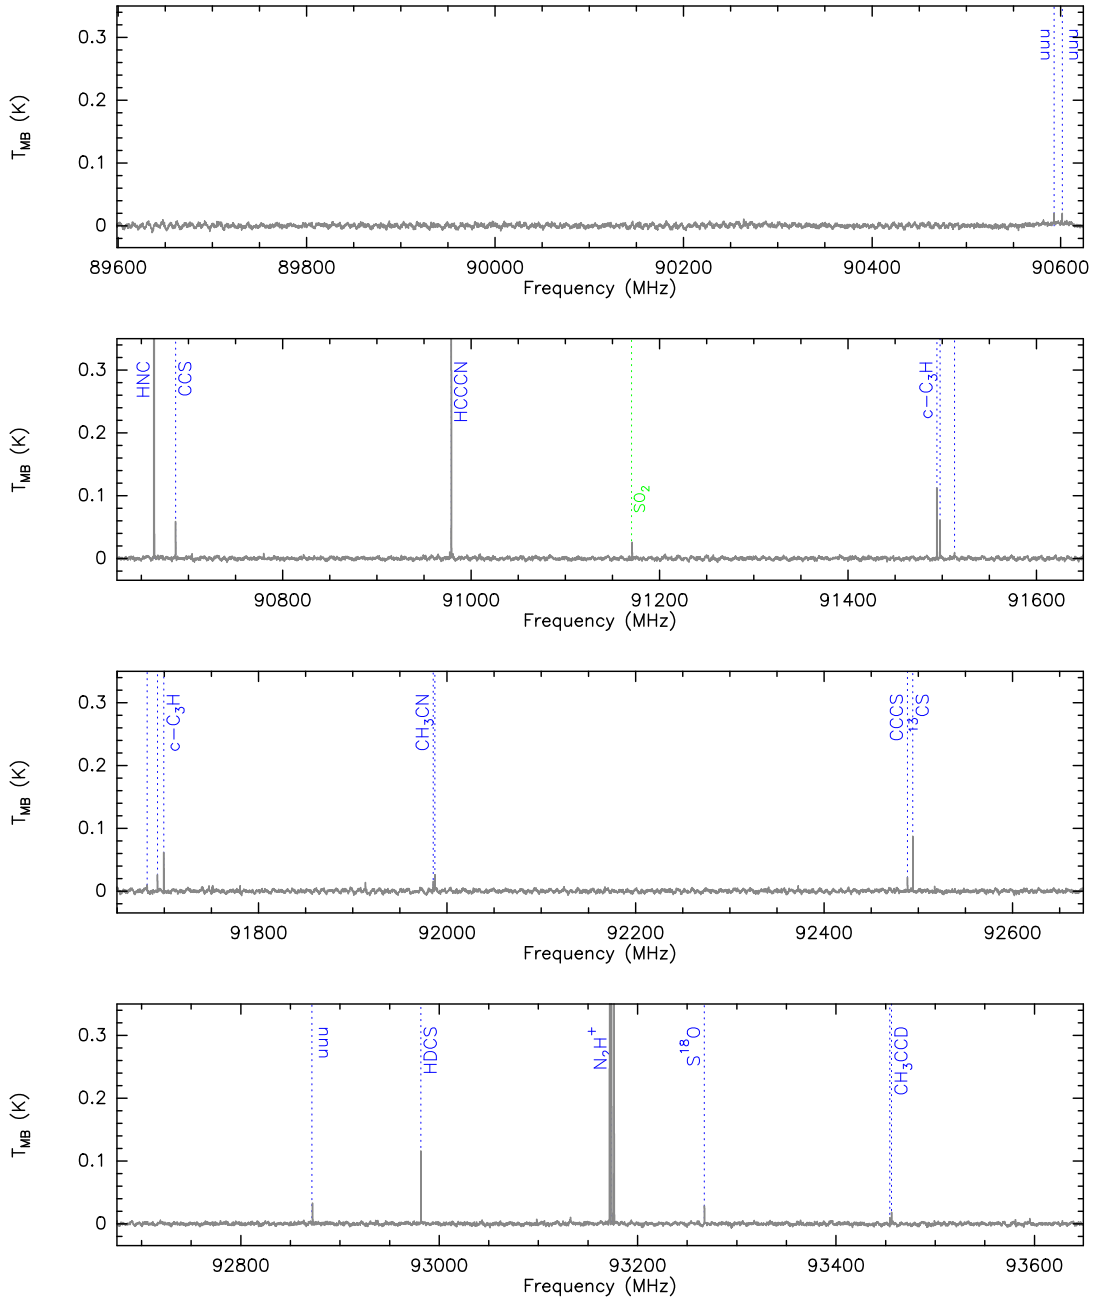 0.3
0.2
0.1
0
T_MB (K)
uuu uuu
89600 89800 90000 90200 90400 90600
Frequency (MHz)
0.3
0.2
0.1
0
T_MB (K)
HNC CCS HCCCN SO₂ c−C₃H
90800 91000 91200 91400 91600
Frequency (MHz)
0.3
0.2
0.1
0
T_MB (K)
c−C₃H CH₃CN CCCS ¹³CS
91800 92000 92200 92400 92600
Frequency (MHz)
0.3
0.2
0.1
0
T_MB (K)
uuu HDCS N₂H⁺ S¹⁸O CH₃CCD
92800 93000 93200 93400 93600
Frequency (MHz)